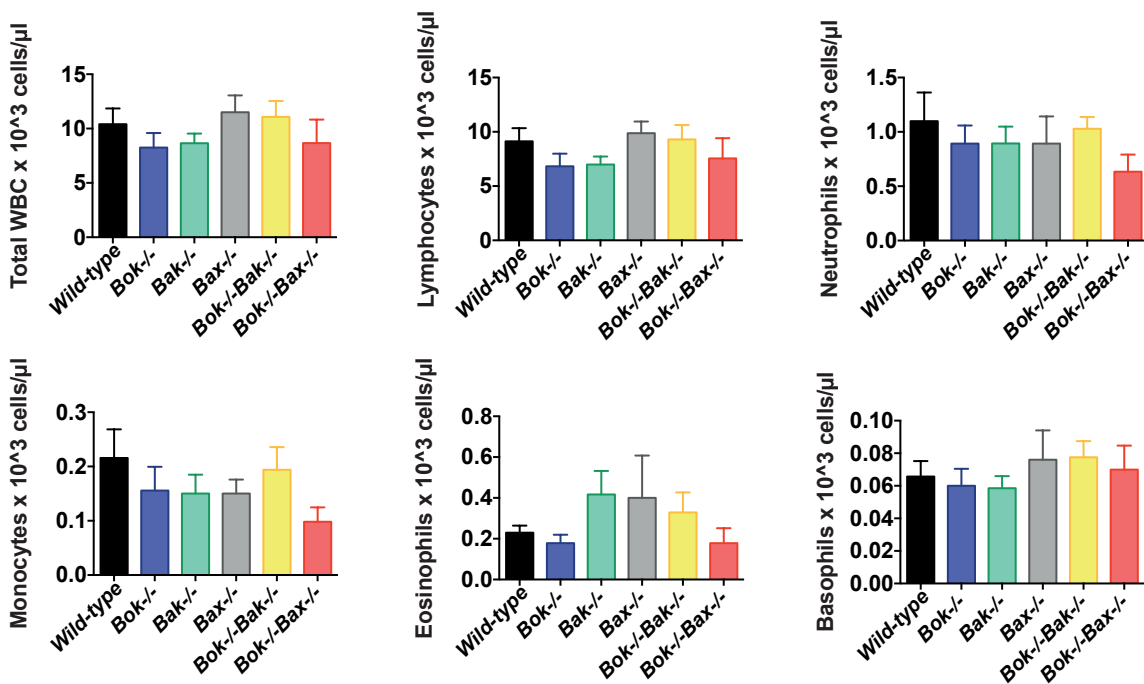 Total WBC x 10^3 cells/µl
15
10
5
0
Wild-type
Bok-/-
Bak-/-
Bax-/-
Bok-/-Bak-/-
Bok-/-Bax-/-
Lymphocytes x 10^3 cells/µl
15
10
5
0
Wild-type
Bok-/-
Bak-/-
Bax-/-
Bok-/-Bak-/-
Bok-/-Bax-/-
Neutrophils x 10^3 cells/µl
1.5
1.0
0.5
0.0
Wild-type
Bok-/-
Bak-/-
Bax-/-
Bok-/-Bak-/-
Bok-/-Bax-/-
Monocytes x 10^3 cells/µl
0.3
0.2
0.1
0.0
Wild-type
Bok-/-
Bak-/-
Bax-/-
Bok-/-Bak-/-
Bok-/-Bax-/-
Eosinophils x 10^3 cells/µl
0.8
0.6
0.4
0.2
0.0
Wild-type
Bok-/-
Bak-/-
Bax-/-
Bok-/-Bak-/-
Bok-/-Bax-/-
Basophils x 10^3 cells/µl
0.10
0.08
0.06
0.04
0.02
0.00
Wild-type
Bok-/-
Bak-/-
Bax-/-
Bok-/-Bak-/-
Bok-/-Bax-/-